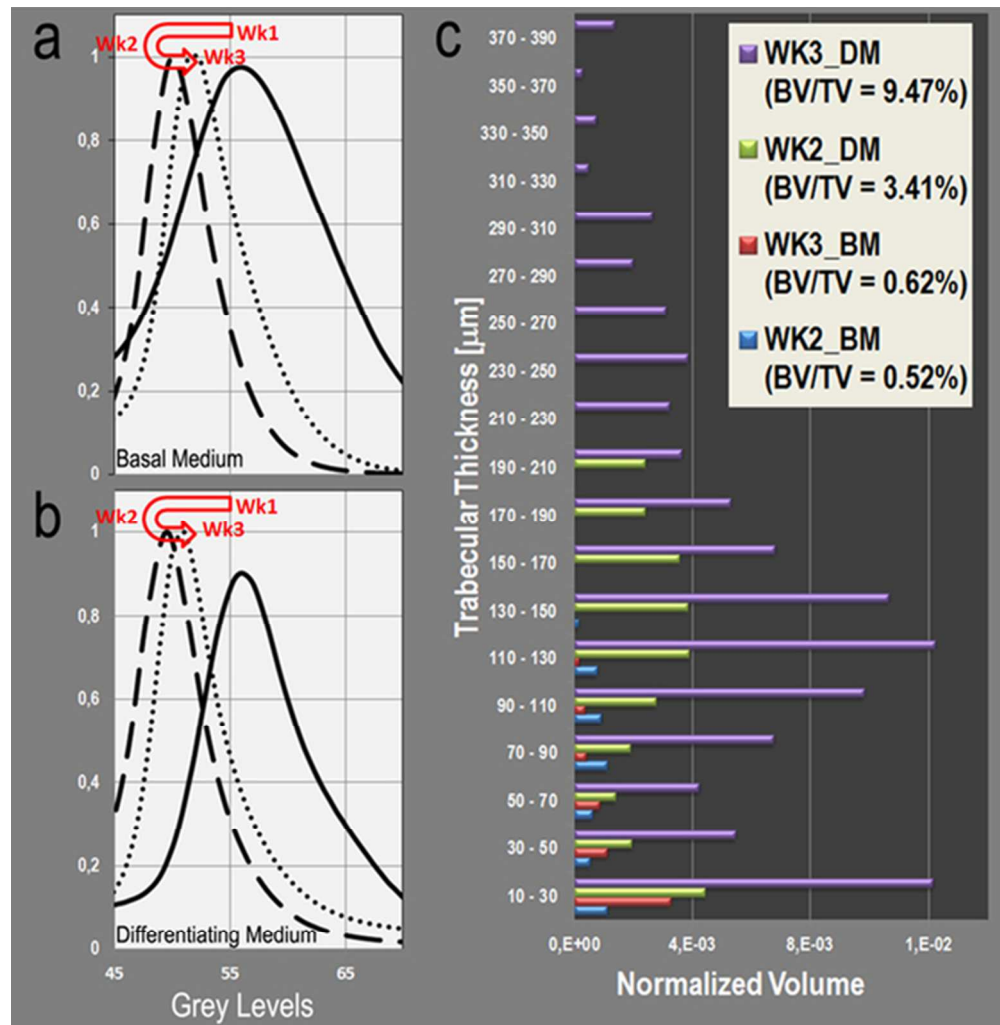 a
Wk1
Wk2
Wk3
1
0,8
0,6
0,4
0,2
0
Basal Medium
b
Wk1
Wk2
Wk3
1
0,8
0,6
0,4
0,2
0
Differentiating Medium
45
55
65
Grey Levels
c
Trabecular Thickness [µm]
370 - 390
350 - 370
330 - 350
310 - 330
290 - 310
270 - 290
250 - 270
230 - 250
210 - 230
190 - 210
170 - 190
150 - 170
130 - 150
110 - 130
90 - 110
70 - 90
50 - 70
30 - 50
10 - 30
0,E+00
4,E-03
8,E-03
1,E-02
Normalized Volume
WK3_DM
(BV/TV = 9.47%)
WK2_DM
(BV/TV = 3.41%)
WK3_BM
(BV/TV = 0.62%)
WK2_BM
(BV/TV = 0.52%)